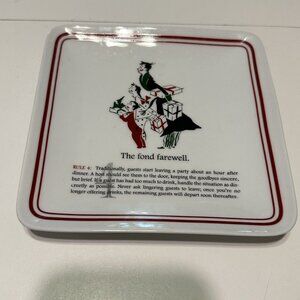 The fond farewell.
RULE 4: Traditionally, guests start leaving a party about an hour after
dinner. A host should see them to the door, keeping the goodbyes sincere,
but brief. If a guest has had too much to drink, handle the situation as dis-
creetly as possible. Never ask lingering guests to leave; once you're no
longer offering drinks, the remaining guests will depart soon thereafter.